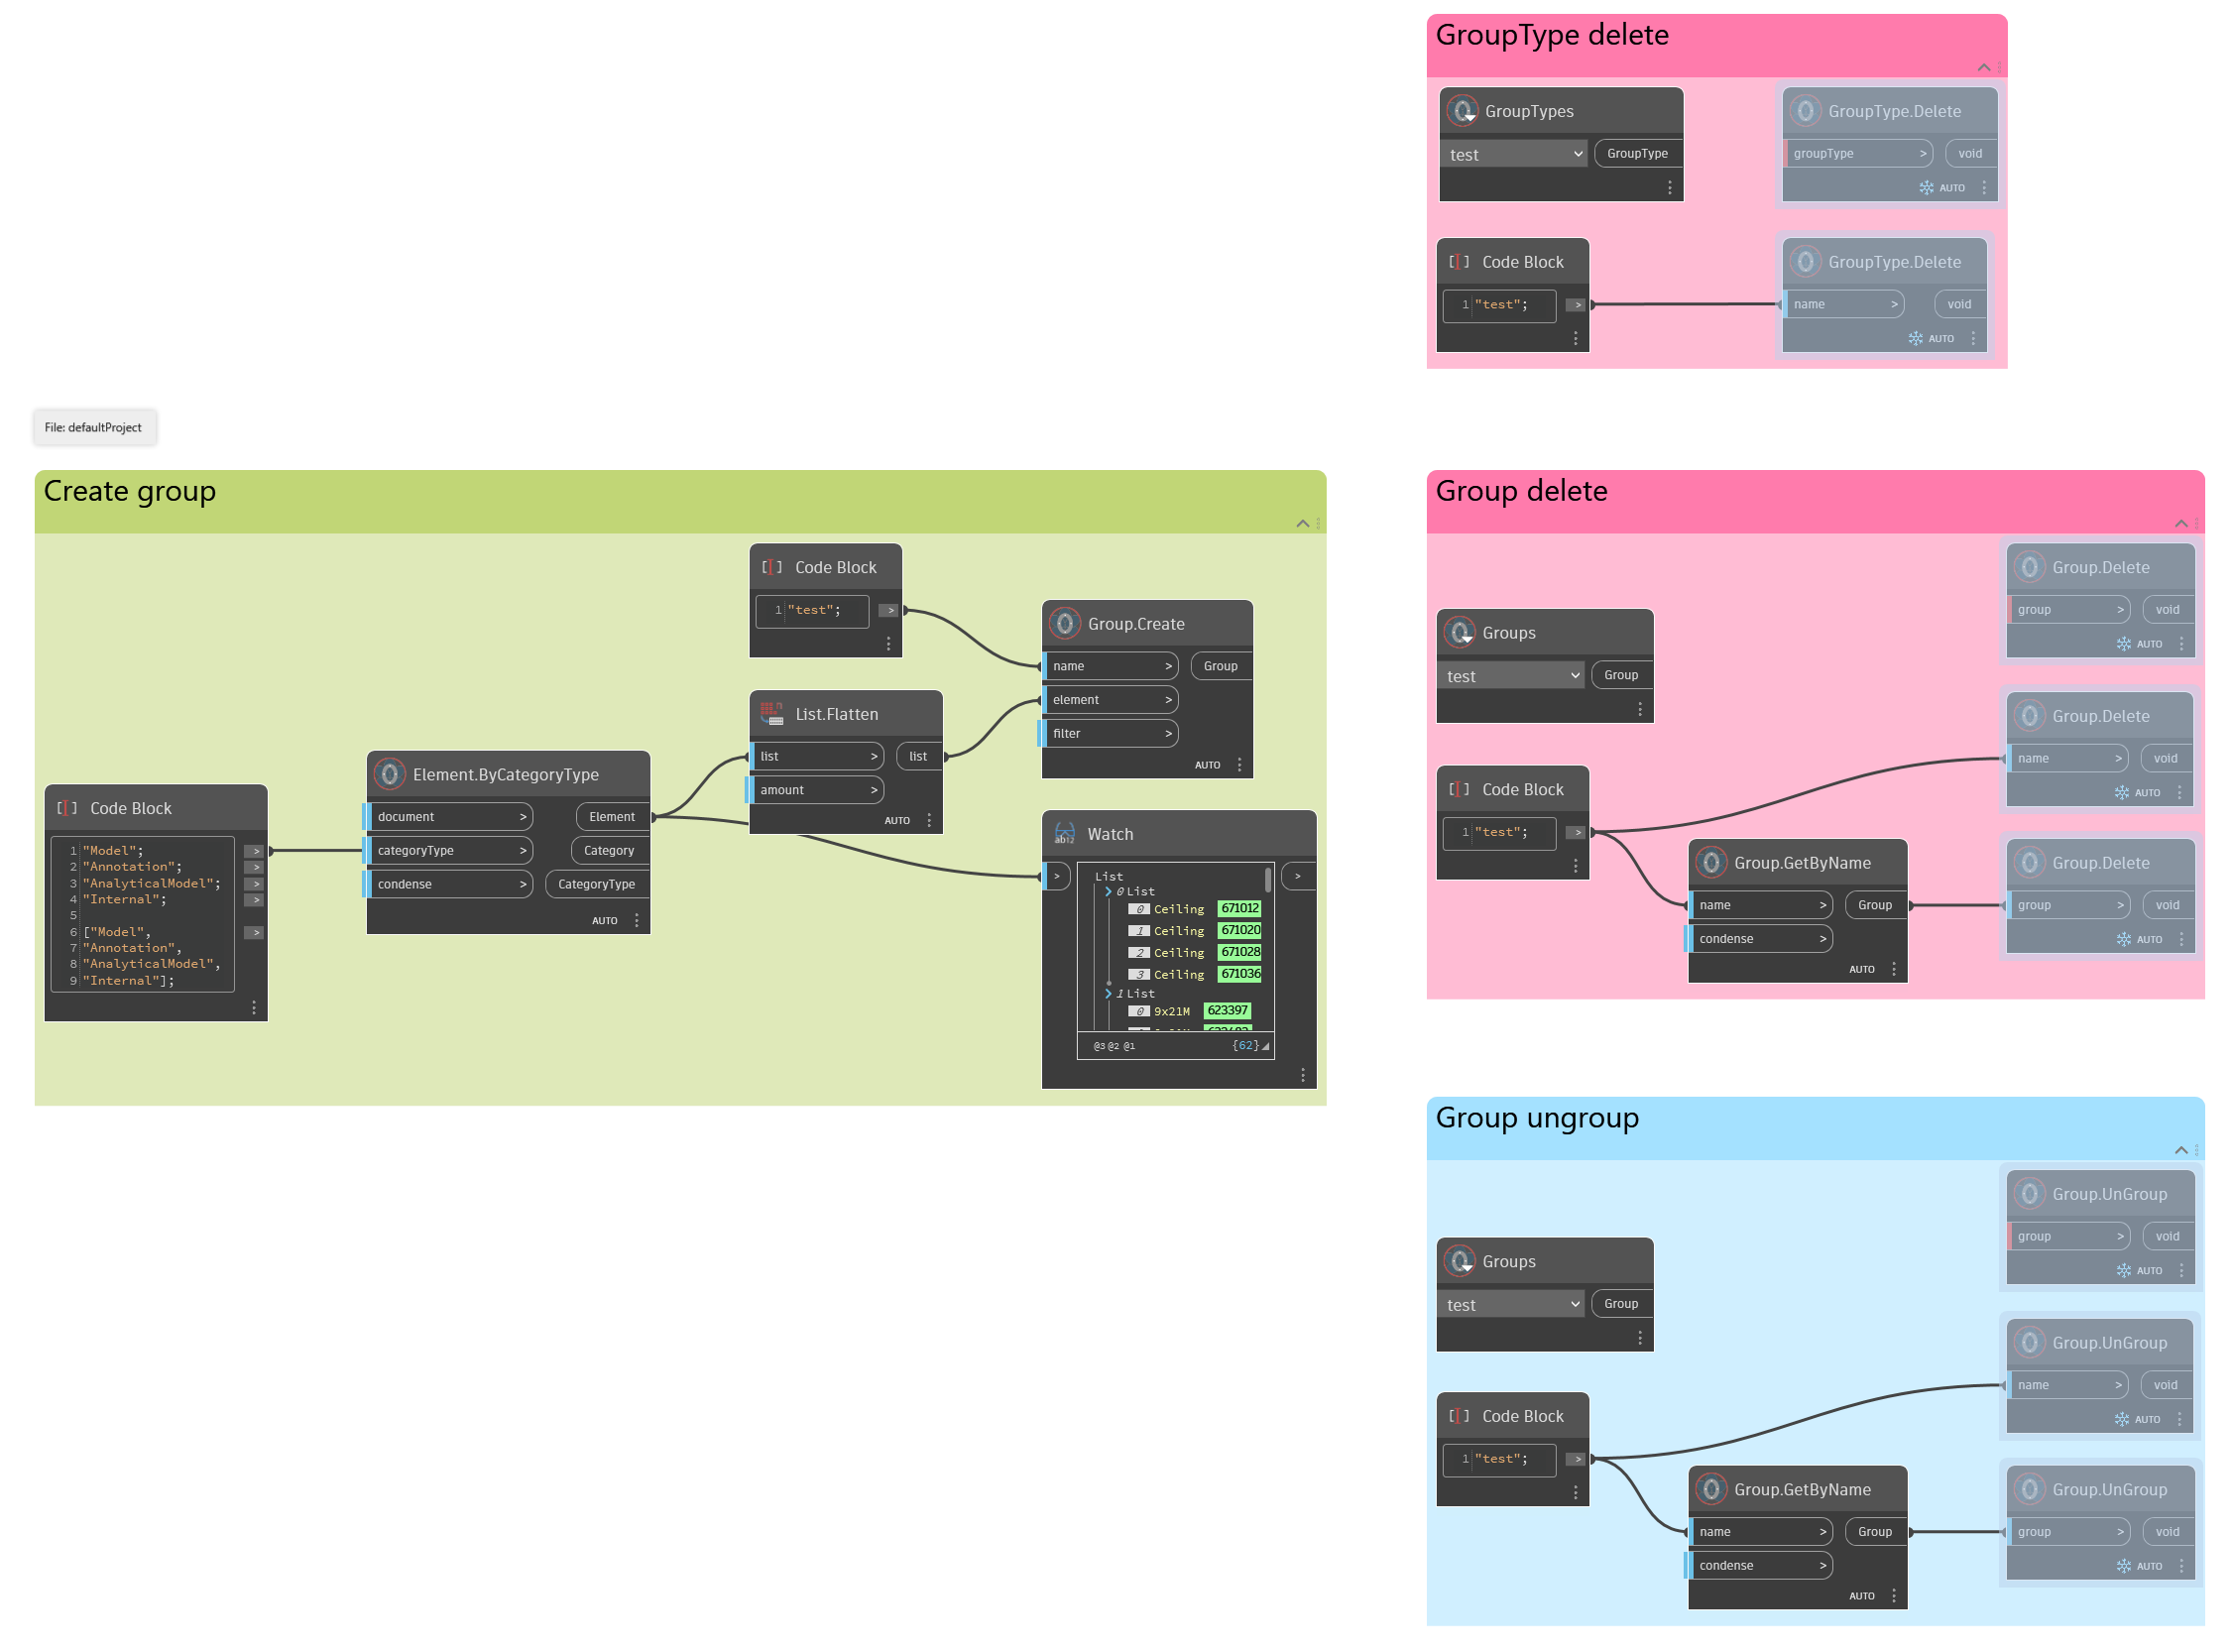 GroupType delete
GroupTypes
test
GroupType
GroupType.Delete
groupType >
void
AUTO
Code Block
1 "test";
>
GroupType.Delete
name >
void
AUTO
File: defaultProject
Create group
Code Block
1 "Model";
2 "Annotation";
3 "AnalyticalModel";
4 "Internal";
5
6 ["Model",
7 "Annotation",
8 "AnalyticalModel",
9 "Internal"];
>
>
>
>
>
Element.ByCategoryType
document > Element
categoryType > Category
condense > CategoryType
AUTO
Code Block
1 "test";
>
List.Flatten
list > list
amount >
AUTO
Group.Create
name > Group
element >
filter >
AUTO
Watch
> >
List
0 List
0 Ceiling 671012
1 Ceiling 671020
2 Ceiling 671028
3 Ceiling 671036
1 List
0 9x21M 623397
@3 @2 @1 {62}
Group delete
Groups
test
Group
Code Block
1 "test";
>
Group.GetByName
name > Group
condense >
AUTO
Group.Delete
group > void
AUTO
Group.Delete
name > void
AUTO
Group.Delete
group > void
AUTO
Group ungroup
Groups
test
Group
Code Block
1 "test";
>
Group.GetByName
name > Group
condense >
AUTO
Group.UnGroup
group > void
AUTO
Group.UnGroup
name > void
AUTO
Group.UnGroup
group > void
AUTO